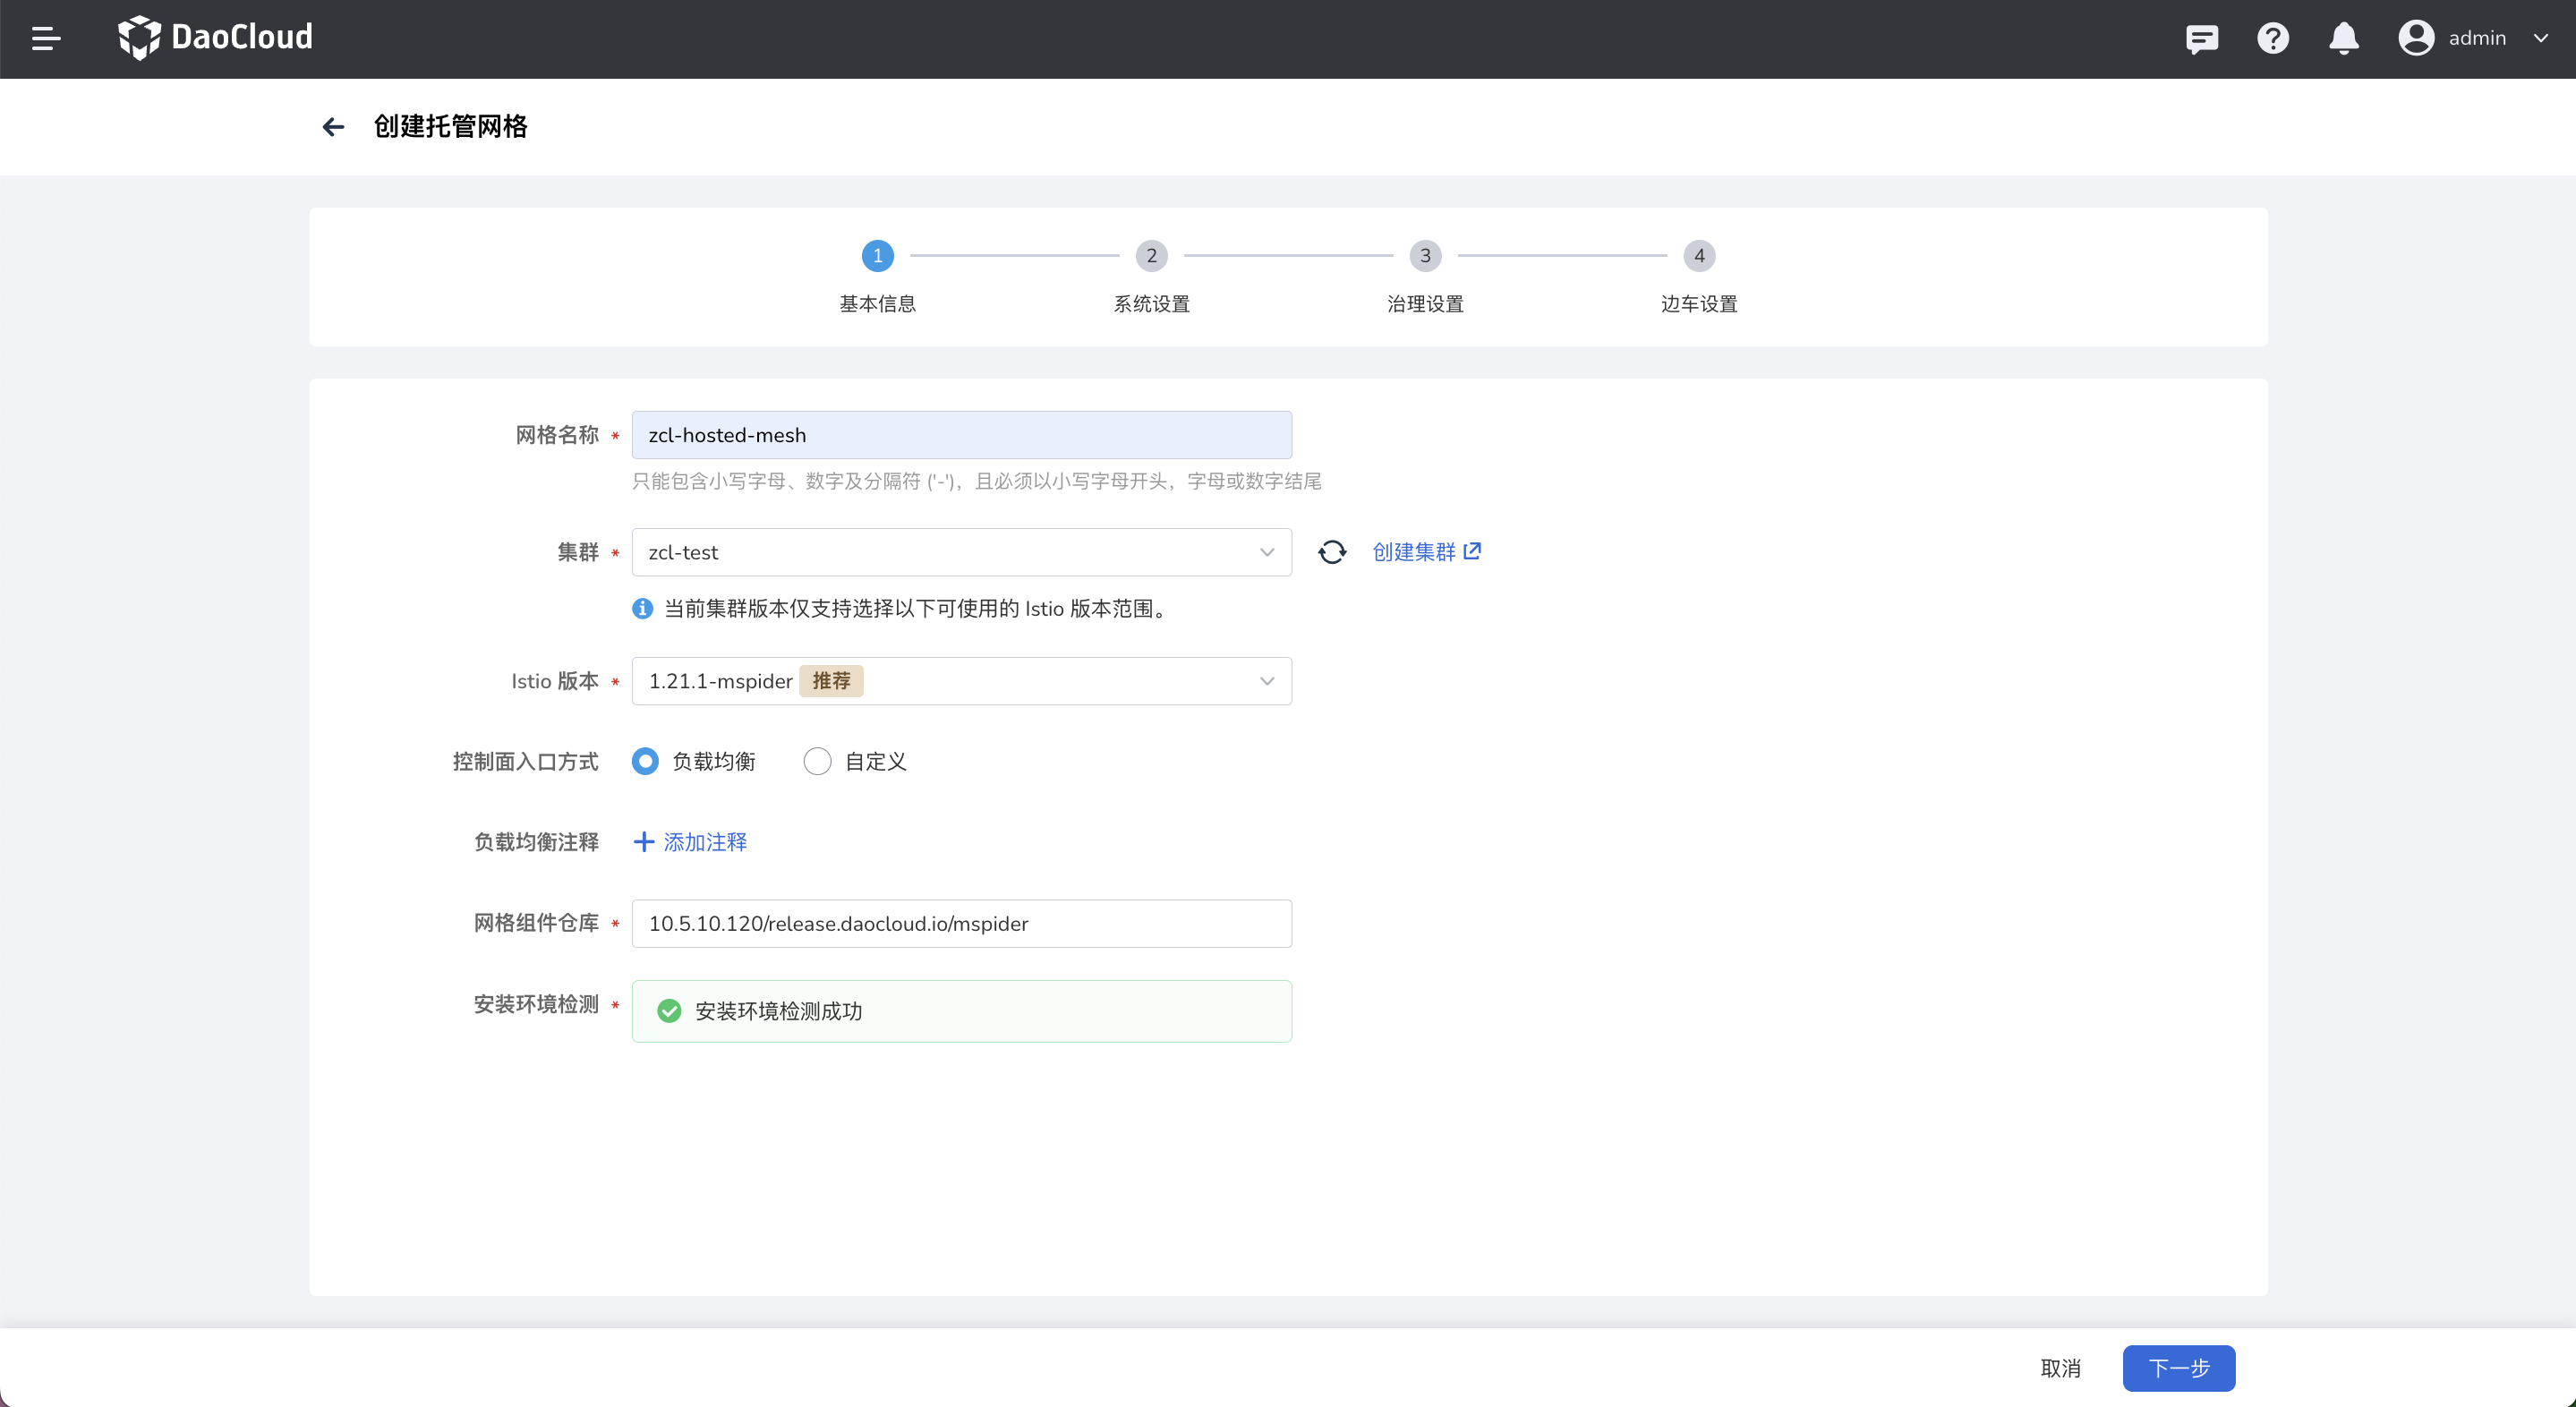 DaoCloud
admin
创建托管网格
1
2
3
4
基本信息
系统设置
治理设置
边车设置
网格名称 *
zcl-hosted-mesh
只能包含小写字母、数字及分隔符 ('-')，且必须以小写字母开头，字母或数字结尾
集群 *
zcl-test
创建集群
当前集群版本仅支持选择以下可使用的 Istio 版本范围。
Istio 版本 *
1.21.1-mspider 推荐
控制面入口方式
负载均衡
自定义
负载均衡注释
添加注释
网格组件仓库 *
10.5.10.120/release.daocloud.io/mspider
安装环境检测 *
安装环境检测成功
取消
下一步